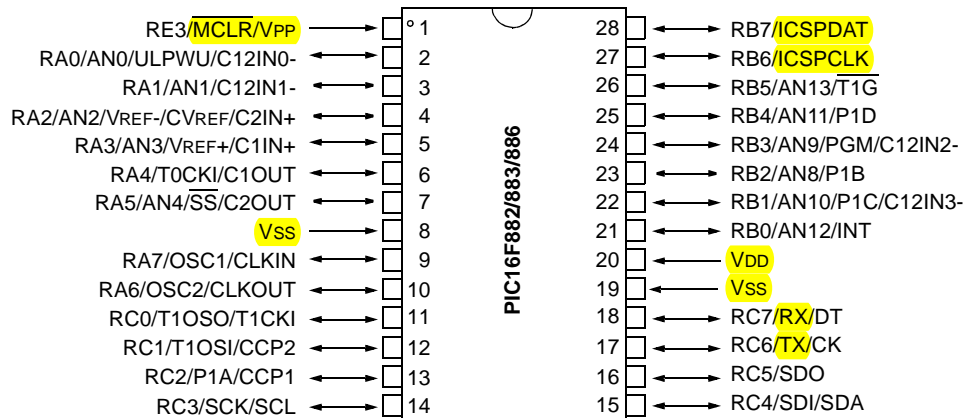 RE3/MCLR/VPP 1
RA0/AN0/ULPWU/C12IN0- 2
RA1/AN1/C12IN1- 3
RA2/AN2/VREF-/CVREF/C2IN+ 4
RA3/AN3/VREF+/C1IN+ 5
RA4/T0CKI/C1OUT 6
RA5/AN4/SS/C2OUT 7
VSS 8
RA7/OSC1/CLKIN 9
RA6/OSC2/CLKOUT 10
RC0/T1OSO/T1CKI 11
RC1/T1OSI/CCP2 12
RC2/P1A/CCP1 13
RC3/SCK/SCL 14
PIC16F882/883/886
28 RB7/ICSPDAT
27 RB6/ICSPCLK
26 RB5/AN13/T1G
25 RB4/AN11/P1D
24 RB3/AN9/PGM/C12IN2-
23 RB2/AN8/P1B
22 RB1/AN10/P1C/C12IN3-
21 RB0/AN12/INT
20 VDD
19 VSS
18 RC7/RX/DT
17 RC6/TX/CK
16 RC5/SDO
15 RC4/SDI/SDA